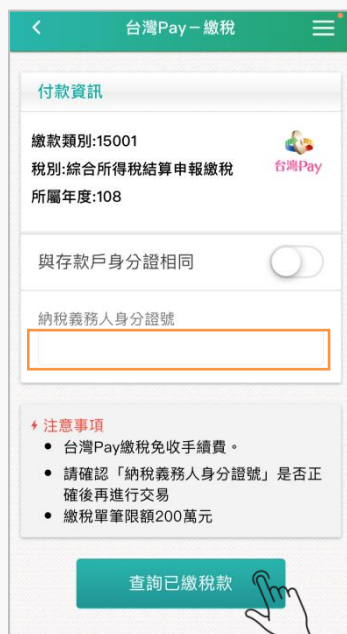 台灣Pay－繳稅
付款資訊
繳款類別:15001
稅別:綜合所得稅結算申報繳稅
所屬年度:108
台灣Pay
與存款戶身分證相同
納稅義務人身分證號
注意事項
台灣Pay繳稅免收手續費。
請確認「納稅義務人身分證號」是否正
確後再進行交易
繳稅單筆限額200萬元
查詢已繳稅款